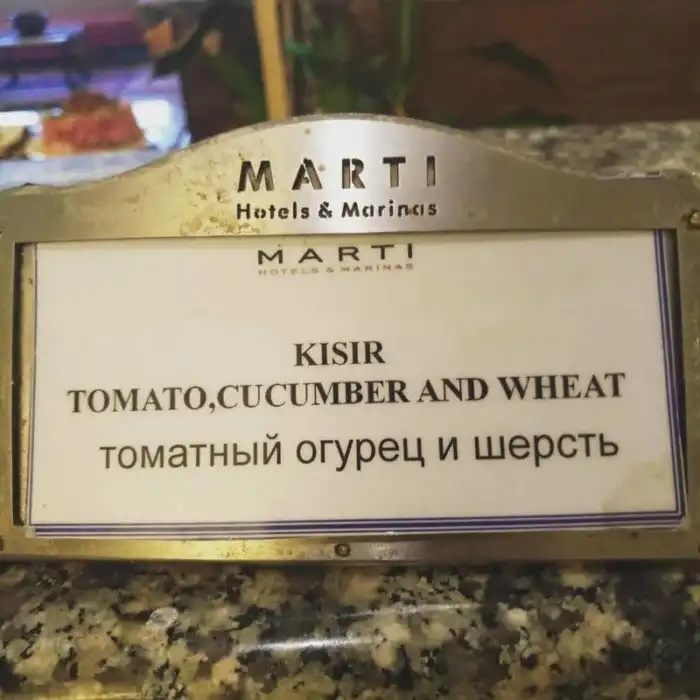 MARTI
Hotels & Marinas
MARTI
HOTELS & MARINAS
KISIR
TOMATO,CUCUMBER AND WHEAT
томатный огурец и шерсть